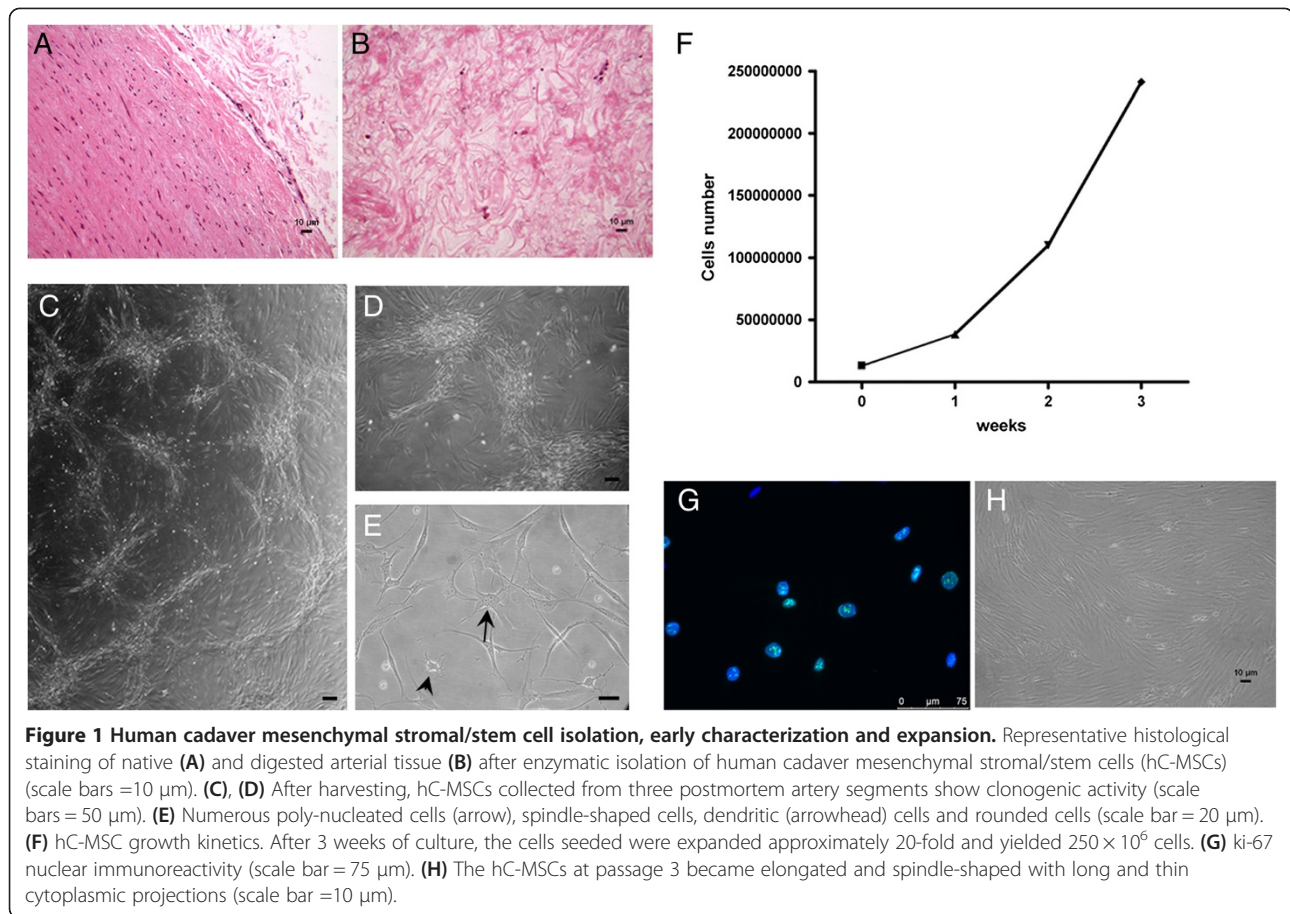 A
10 µm
B
10 µm
F
250000000
200000000
150000000
100000000
50000000
0
Cells number
0 1 2 3
weeks
C
D
E
G
0 µm 75
H
10 µm
Figure 1 Human cadaver mesenchymal stromal/stem cell isolation, early characterization and expansion. Representative histological
staining of native (A) and digested arterial tissue (B) after enzymatic isolation of human cadaver mesenchymal stromal/stem cells (hC-MSCs)
(scale bars =10 µm). (C), (D) After harvesting, hC-MSCs collected from three postmortem artery segments show clonogenic activity (scale
bars = 50 µm). (E) Numerous poly-nucleated cells (arrow), spindle-shaped cells, dendritic (arrowhead) cells and rounded cells (scale bar = 20 µm).
(F) hC-MSC growth kinetics. After 3 weeks of culture, the cells seeded were expanded approximately 20-fold and yielded 250 × 10⁶ cells. (G) ki-67
nuclear immunoreactivity (scale bar = 75 µm). (H) The hC-MSCs at passage 3 became elongated and spindle-shaped with long and thin
cytoplasmic projections (scale bar =10 µm).